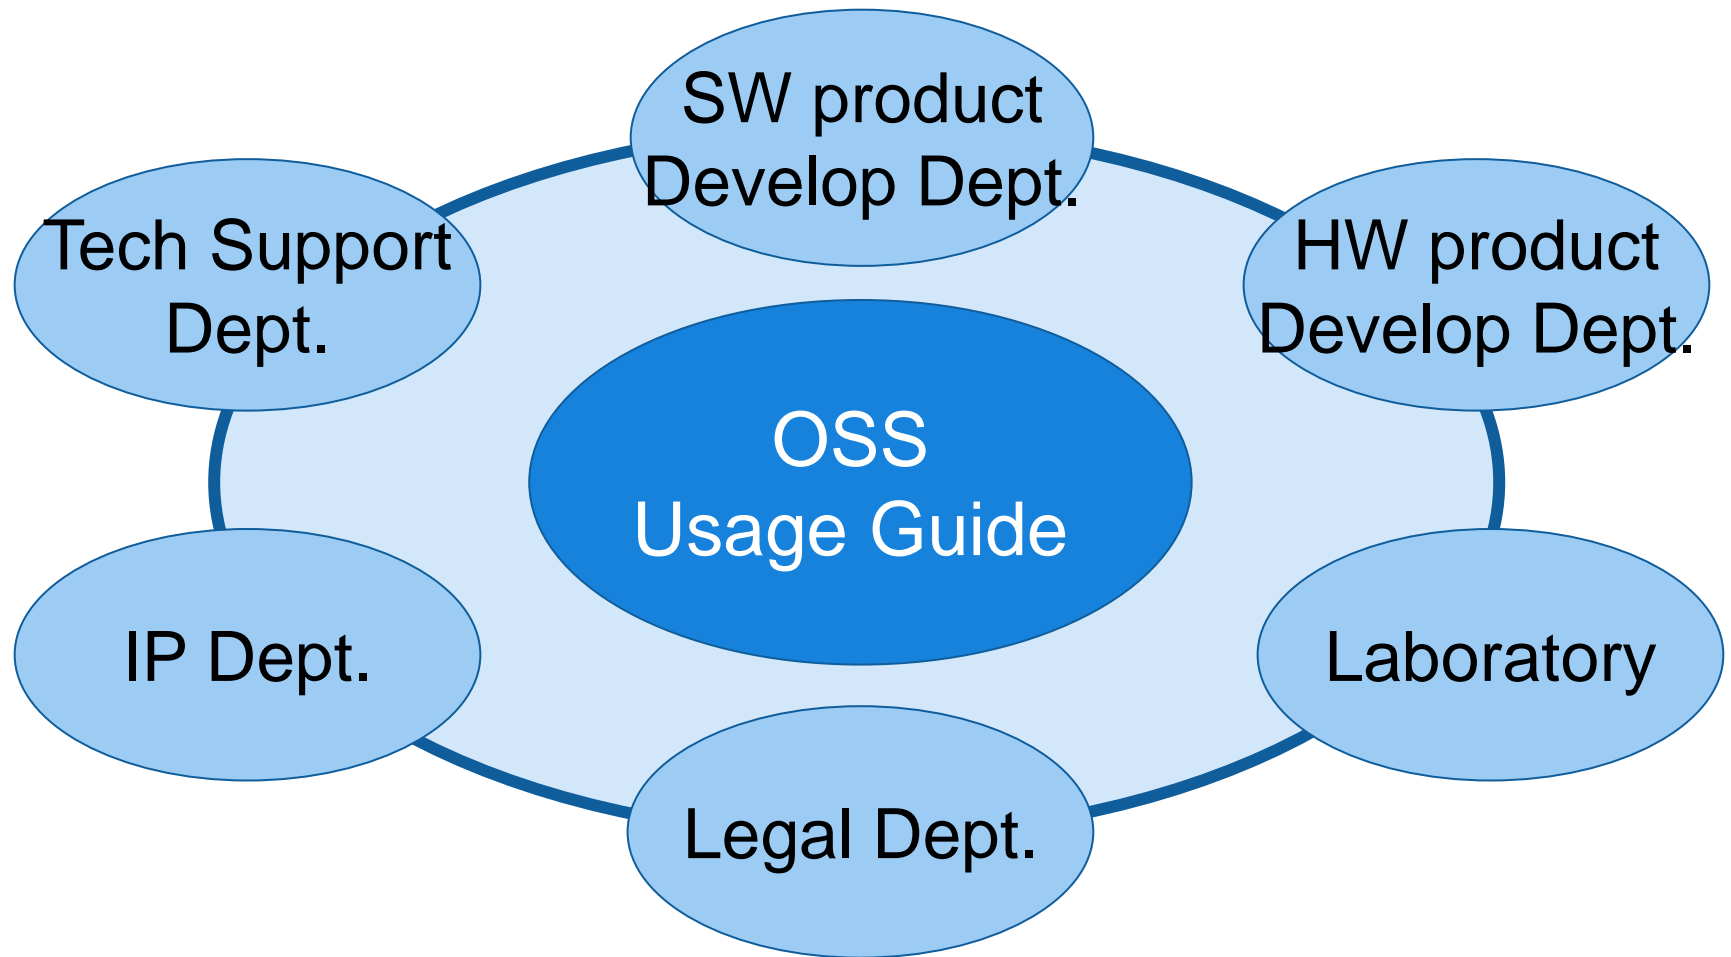 SW product
Develop Dept.
Tech Support
Dept.
HW product
Develop Dept.
OSS
Usage Guide
IP Dept.
Laboratory
Legal Dept.